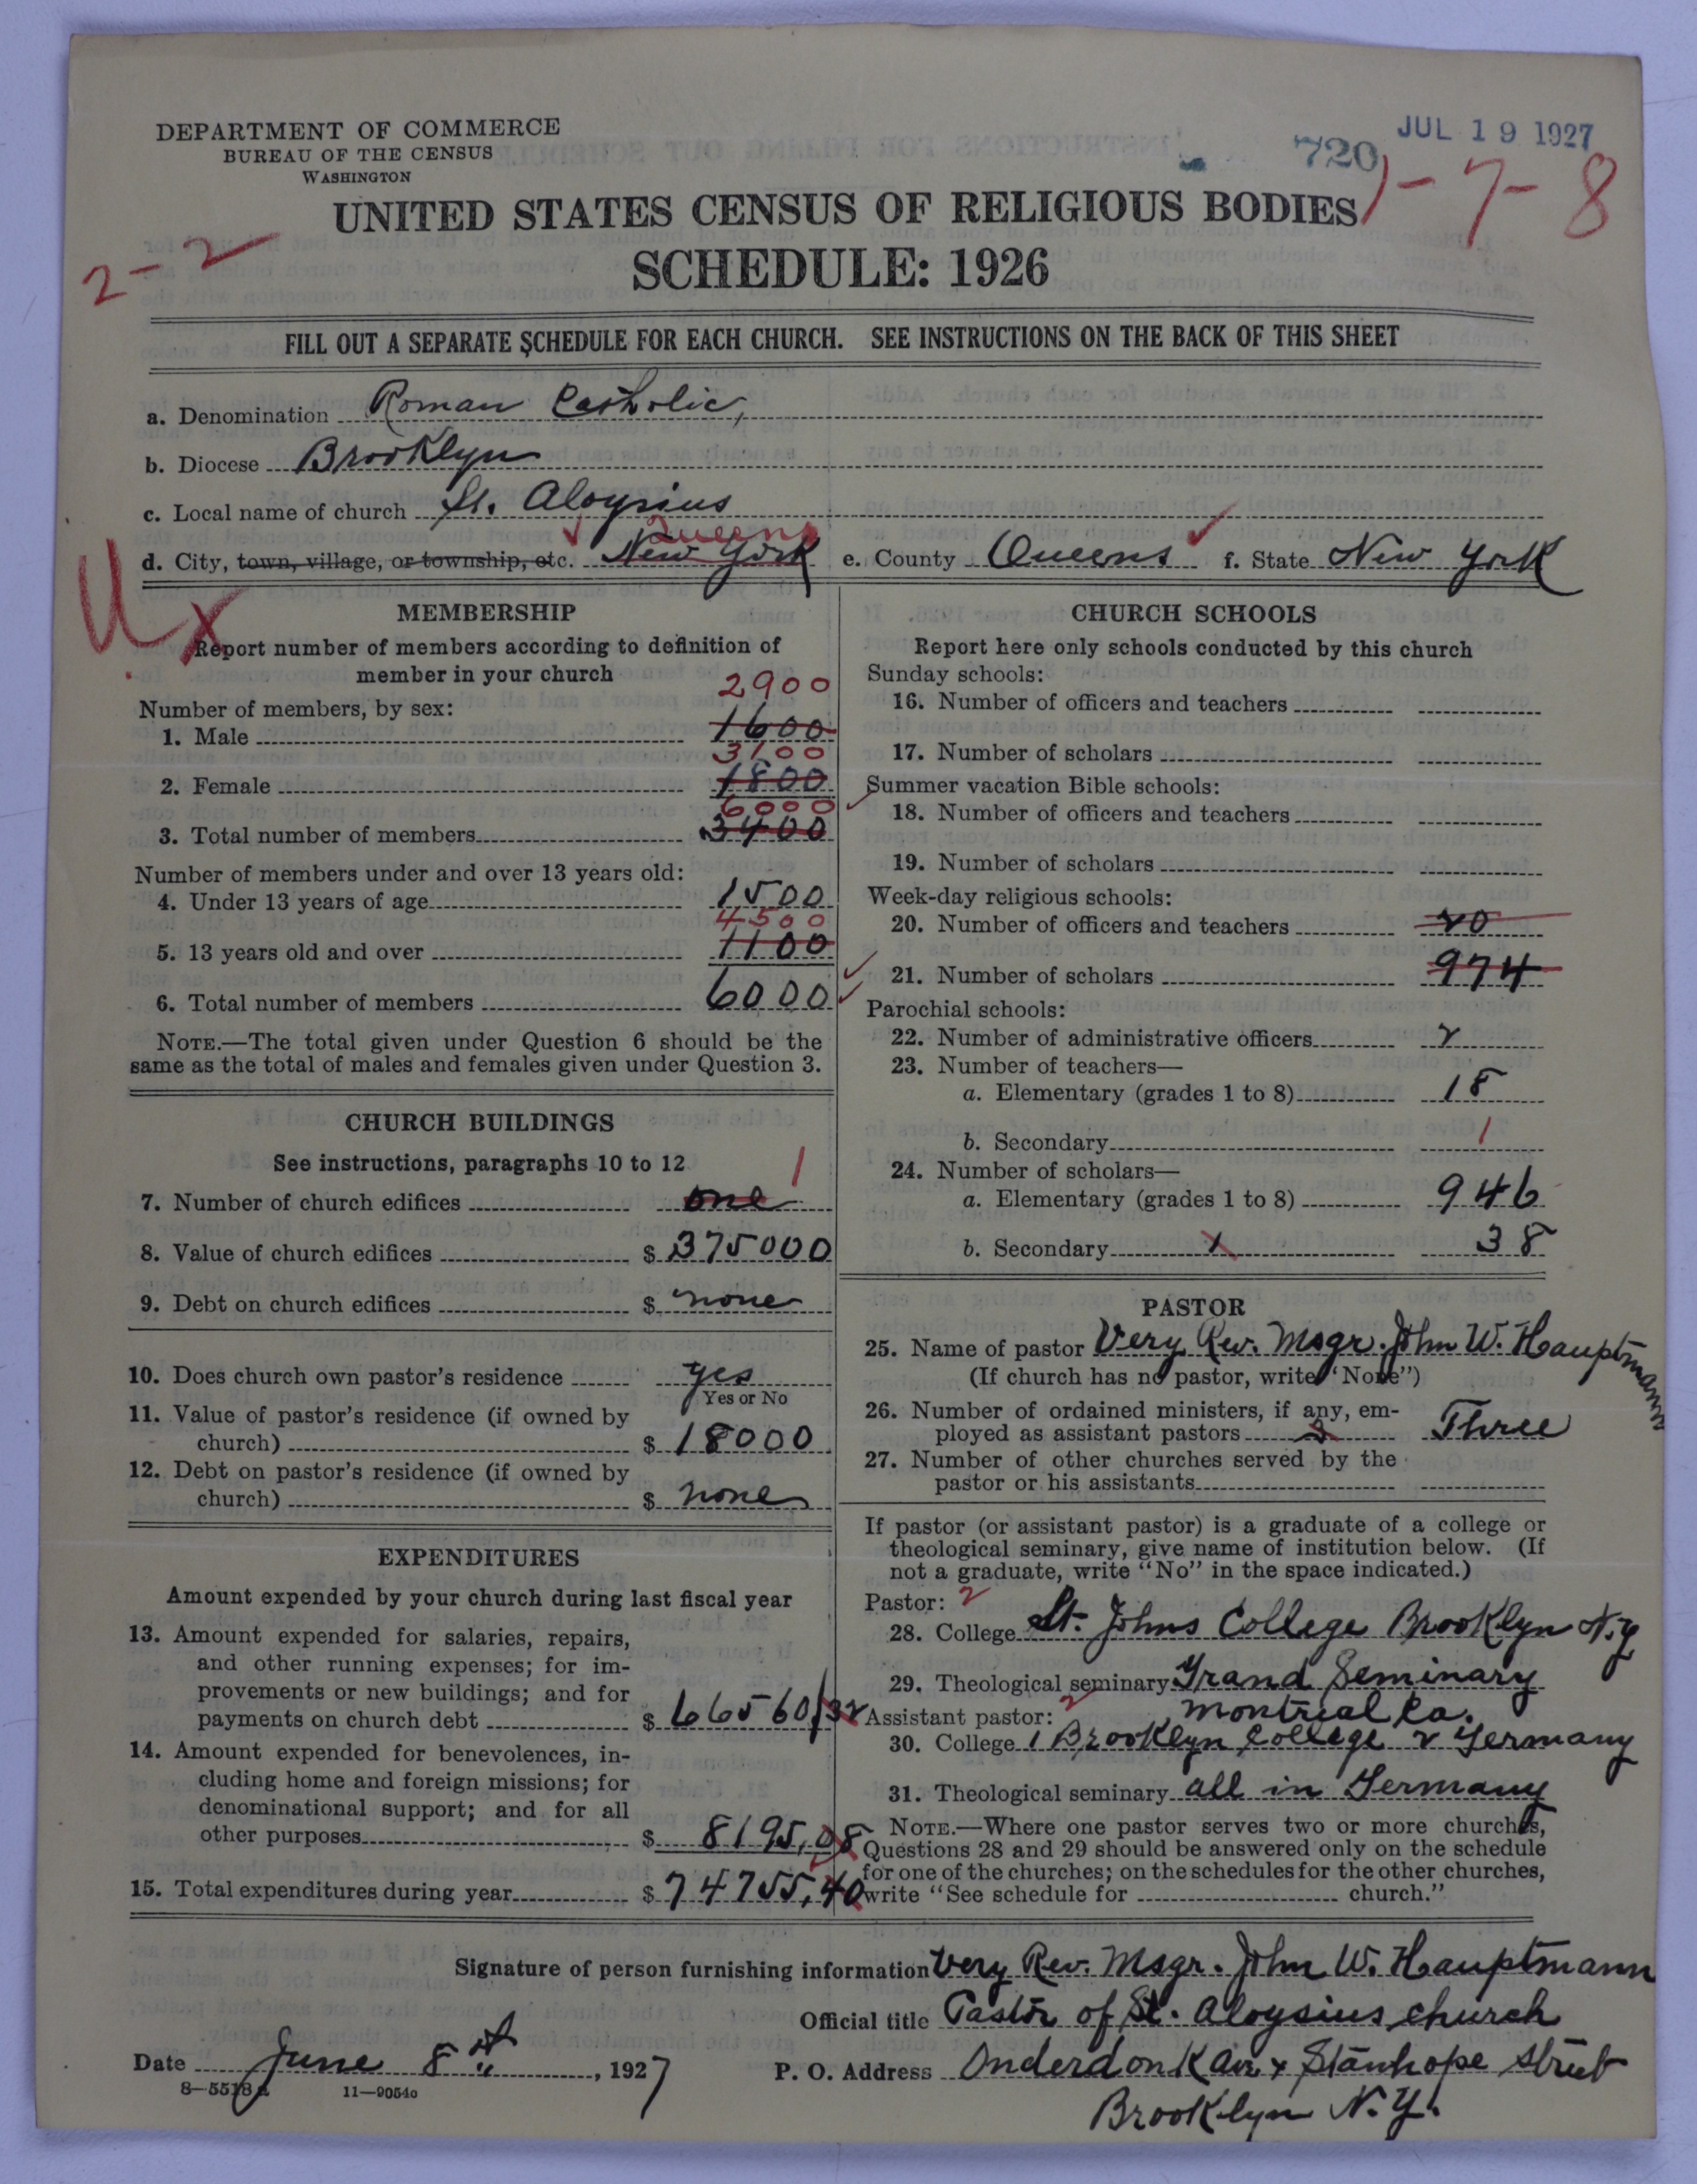 DEPARTMENT OF COMMERCE
BUREAU OF THE CENSUS
WASHINGTON
720
JUL 19 1927
1-7-8
2-2
UNITED STATES CENSUS OF RELIGIOUS BODIES
SCHEDULE: 1926
FILL OUT A SEPARATE SCHEDULE FOR EACH CHURCH. SEE INSTRUCTIONS ON THE BACK OF THIS SHEET
a. Denomination Roman Catholic,
b. Diocese Brooklyn
c. Local name of church St. Aloysius
Queens
d. City, town, village, or township, etc. New York e. County Queens f. State New York
MEMBERSHIP
Report number of members according to definition of
member in your church
2900
Number of members, by sex:
1. Male 1600
3100
2. Female 1800
6000
3. Total number of members 3400
Number of members under and over 13 years old:
4. Under 13 years of age 1500
4500
5. 13 years old and over 1100
6. Total number of members 6000
NOTE.—The total given under Question 6 should be the
same as the total of males and females given under Question 3.
CHURCH BUILDINGS
See instructions, paragraphs 10 to 12
1
7. Number of church edifices one
8. Value of church edifices $ 375000
9. Debt on church edifices $ none
10. Does church own pastor's residence yes
Yes or No
11. Value of pastor's residence (if owned by
church) $ 18000
12. Debt on pastor's residence (if owned by
church) $ none
EXPENDITURES
Amount expended by your church during last fiscal year
13. Amount expended for salaries, repairs,
and other running expenses; for im-
provements or new buildings; and for
payments on church debt $ 66560.32
14. Amount expended for benevolences, in-
cluding home and foreign missions; for
denominational support; and for all
other purposes $ 8195.08
15. Total expenditures during year $ 74755.40
CHURCH SCHOOLS
Report here only schools conducted by this church
Sunday schools:
16. Number of officers and teachers
17. Number of scholars
Summer vacation Bible schools:
18. Number of officers and teachers
19. Number of scholars
Week-day religious schools:
20. Number of officers and teachers 20
21. Number of scholars 974
Parochial schools:
22. Number of administrative officers 2
23. Number of teachers—
a. Elementary (grades 1 to 8) 18
b. Secondary 1
24. Number of scholars—
a. Elementary (grades 1 to 8) 946
b. Secondary 38
PASTOR
25. Name of pastor Very Rev. Msgr. John W. Hauptmann
(If church has no pastor, write "None")
26. Number of ordained ministers, if any, em-
ployed as assistant pastors 3 Three
27. Number of other churches served by the
pastor or his assistants
If pastor (or assistant pastor) is a graduate of a college or
theological seminary, give name of institution below. (If
not a graduate, write "No" in the space indicated.)
Pastor: 2
28. College St. Johns College Brooklyn N.Y
29. Theological seminary Grand Seminary
Montreal Ca.
Assistant pastor: 2
30. College 1 Brooklyn College 2 Germany
31. Theological seminary all in Germany
NOTE.—Where one pastor serves two or more churches,
Questions 28 and 29 should be answered only on the schedule
for one of the churches; on the schedules for the other churches,
write "See schedule for church."
Signature of person furnishing information Very Rev. Msgr. John W. Hauptmann
Official title Pastor of St. Aloysius church
Date June 8th, 1927 P. O. Address Onderdonk Av. & Stanhope street
Brooklyn N.Y.
11—9054o